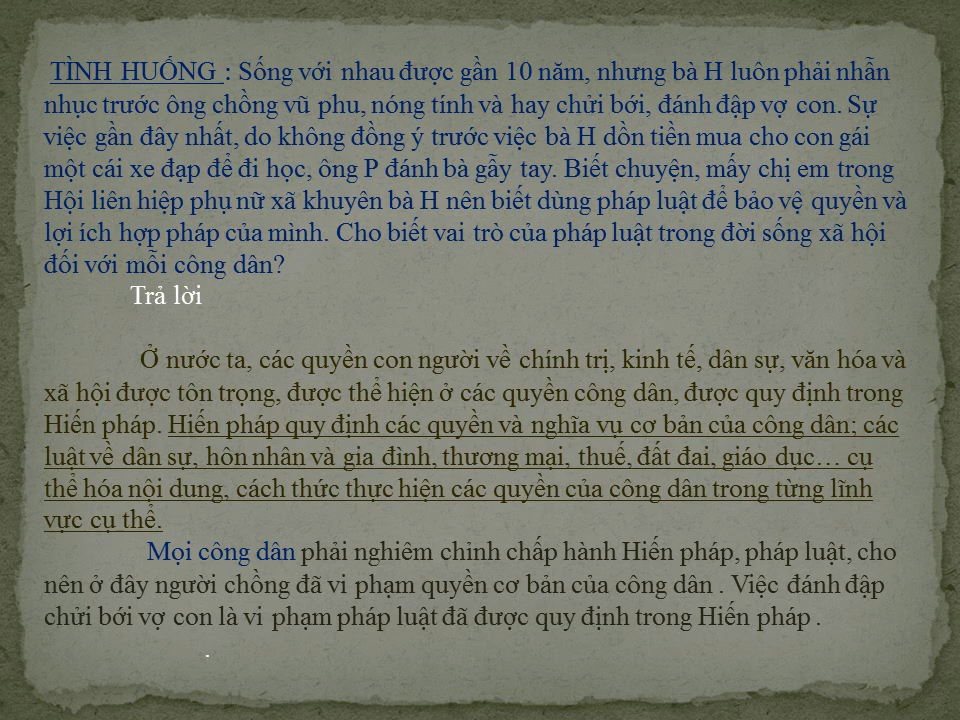 TÌNH HUỐNG : Sống với nhau được gần 10 năm, nhưng bà H luôn phải nhẫn
nhục trước ông chồng vũ phu, nóng tính và hay chửi bới, đánh đập vợ con. Sự
việc gần đây nhất, do không đồng ý trước việc bà H dồn tiền mua cho con gái
một cái xe đạp để đi học, ông P đánh bà gẫy tay. Biết chuyện, mấy chị em trong
Hội liên hiệp phụ nữ xã khuyên bà H nên biết dùng pháp luật để bảo vệ quyền và
lợi ích hợp pháp của mình. Cho biết vai trò của pháp luật trong đời sống xã hội
đối với mỗi công dân?
Trả lời
Ở nước ta, các quyền con người về chính trị, kinh tế, dân sự, văn hóa và
xã hội được tôn trọng, được thể hiện ở các quyền công dân, được quy định trong
Hiến pháp. Hiến pháp quy định các quyền và nghĩa vụ cơ bản của công dân; các
luật về dân sự, hôn nhân và gia đình, thương mại, thuế, đất đai, giáo dục… cụ
thể hóa nội dung, cách thức thực hiện các quyền của công dân trong từng lĩnh
vực cụ thể.
Mọi công dân phải nghiêm chỉnh chấp hành Hiến pháp, pháp luật, cho
nên ở đây người chồng đã vi phạm quyền cơ bản của công dân . Việc đánh đập
chửi bới vợ con là vi phạm pháp luật đã được quy định trong Hiến pháp .
.